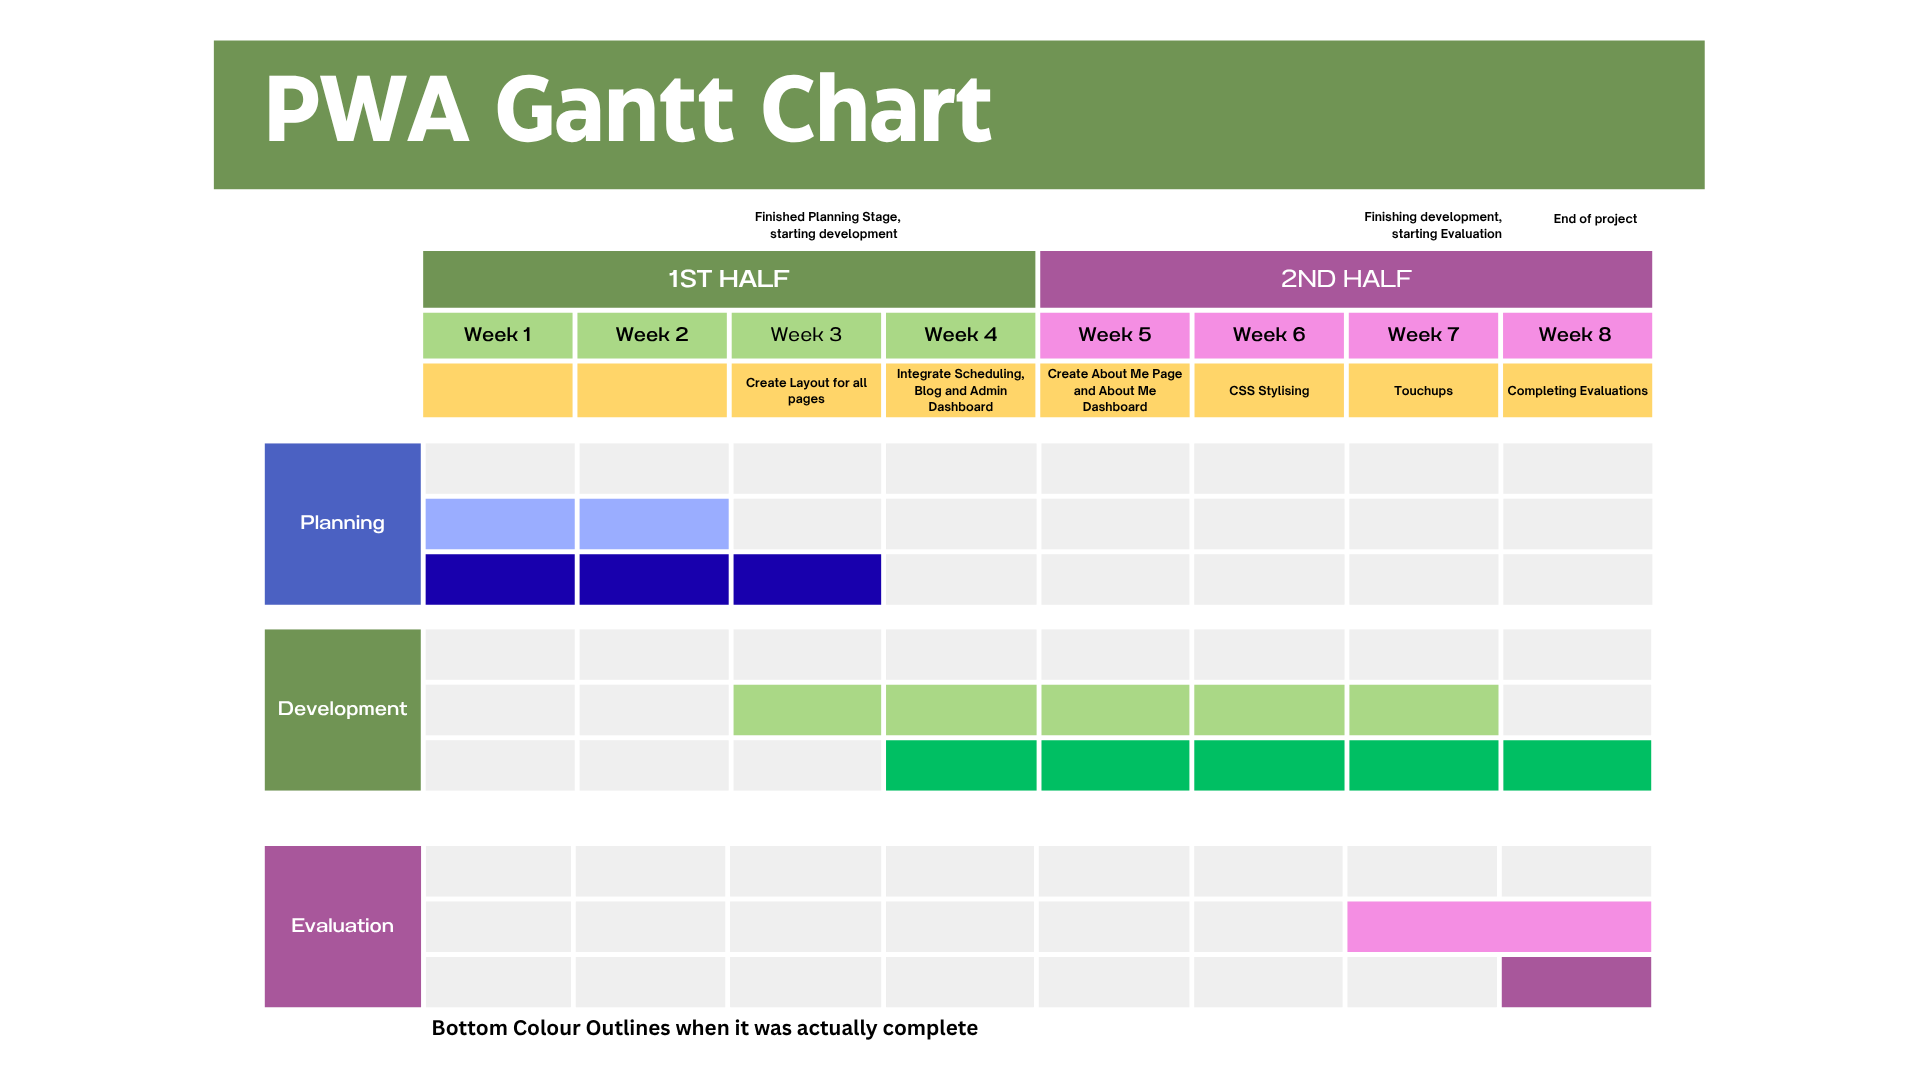 PWA Gantt Chart
Finished Planning Stage,
starting development
Finishing development,
starting Evaluation
End of project
1ST HALF
2ND HALF
Week 1
Week 2
Week 3
Week 4
Week 5
Week 6
Week 7
Week 8
Create Layout for all
pages
Integrate Scheduling,
Blog and Admin
Dashboard
Create About Me Page
and About Me
Dashboard
CSS Stylising
Touchups
Completing Evaluations
Planning
Development
Evaluation
Bottom Colour Outlines when it was actually complete